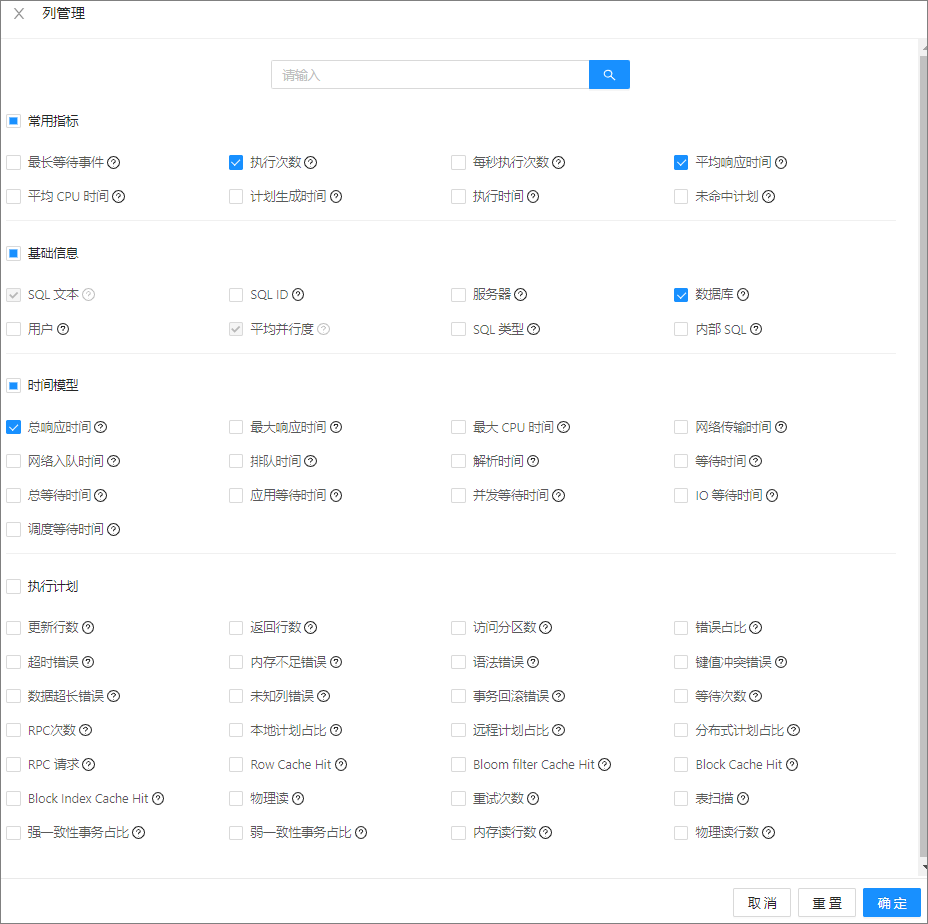 列管理
请输入
常用指标
最长等待事件 执行次数 每秒执行次数 平均响应时间
平均 CPU 时间 计划生成时间 执行时间 未命中计划
基础信息
SQL 文本 SQL ID 服务器 数据库
用户 平均并行度 SQL 类型 内部 SQL
时间模型
总响应时间 最大响应时间 最大 CPU 时间 网络传输时间
网络入队时间 排队时间 解析时间 等待时间
总等待时间 应用等待时间 并发等待时间 IO 等待时间
调度等待时间
执行计划
更新行数 返回行数 访问分区数 错误占比
超时错误 内存不足错误 语法错误 键值冲突错误
数据超长错误 未知列错误 事务回滚错误 等待次数
RPC次数 本地计划占比 远程计划占比 分布式计划占比
RPC 请求 Row Cache Hit Bloom filter Cache Hit Block Cache Hit
Block Index Cache Hit 物理读 重试次数 表扫描
强一致性事务占比 弱一致性事务占比 内存读行数 物理读行数
取 消 重 置 确 定